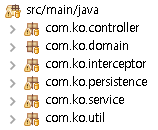 src/main/java
com.ko.controller
com.ko.domain
com.ko.interceptor
com.ko.persistence
com.ko.service
com.ko.util